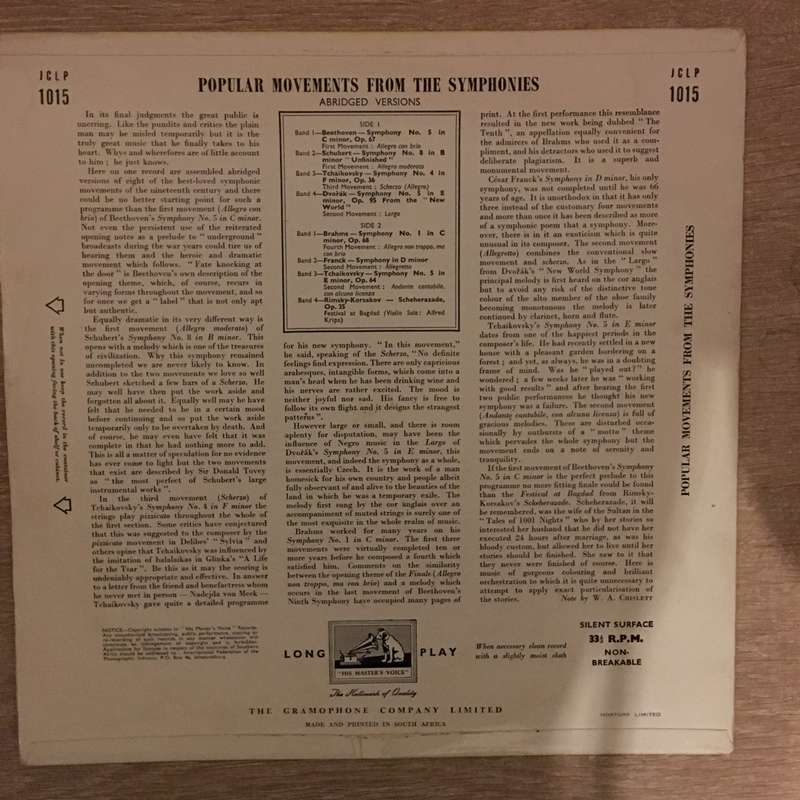 JCLP
1015
POPULAR MOVEMENTS FROM THE SYMPHONIES
ABRIDGED VERSIONS
JCLP
1015
In its final judgments the great public is
unerring. Like the pundits and critics the plain
man may be misled temporarily but it is the
truly great music that he finally takes to his
heart. Whys and wherefores are of little account
to him ; he just knows.
Here on one record are assembled abridged
versions of eight of the best-loved symphonic
movements of the nineteenth century and there
could be no better starting point for such a
programme than the first movement (Allegro con
brio) of Beethoven's Symphony No. 5 in C minor.
Not even the persistent use of the reiterated
opening notes as a prelude to "underground"
broadcasts during the war years could tire us of
hearing them and the heroic and dramatic
movement which follows. "Fate knocking at
the door" is Beethoven's own description of the
opening theme, which, of course, recurs in
varying forms throughout the movement, and so
for once we get a "label" that is not only apt
but authentic.
Equally dramatic in its very different way is
the first movement (Allegro moderato) of
Schubert's Symphony No. 8 in B minor. This
opens with a melody which is one of the treasures
of civilization. Why this symphony remained
uncompleted we are never likely to know. In
addition to the two movements we love so well
Schubert sketched a few bars of a Scherzo. He
may well have then put the work aside and
forgotten all about it. Equally well may he have
felt that he needed to be in a certain mood
before continuing and so put the work aside
temporarily only to be overtaken by death. And
of course, he may even have felt that it was
complete in that he had nothing more to add.
This is all a matter of speculation for no evidence
has ever come to light but the two movements
that exist are described by Sir Donald Tovey
as "the most perfect of Schubert's large
instrumental works".
In the third movement (Scherzo) of
Tchaikovsky's Symphony No. 4 in F minor the
strings play pizzicato throughout the whole of
the first section. Some critics have conjectured
that this was suggested to the composer by the
pizzicato movement in Delibes' "Sylvia" and
others opine that Tchaikovsky was influenced by
the imitation of balalaikas in Glinka's "A Life
for the Tsar". Be this as it may the scoring is
undeniably appropriate and effective. In answer
to a letter from the friend and benefactress whom
he never met in person — Nadejda von Meck —
Tchaikovsky gave quite a detailed programme
SIDE 1
Band 1—Beethoven—Symphony No. 5 in
C minor, Op. 67
First Movement : Allegro con brio
Band 2—Schubert—Symphony No. 8 in B
minor "Unfinished"
First Movement : Allegro moderato
Band 3—Tchaikovsky—Symphony No. 4 in
F minor, Op. 36
Third Movement : Scherzo (Allegro)
Band 4—Dvořák—Symphony No. 5 in E
minor, Op. 95 From the "New
World"
Second Movement : Largo
SIDE 2
Band 1—Brahms—Symphony No. 1 in C
minor, Op. 68
Fourth Movement : Allegro non troppo, ma
con brio
Band 2—Franck—Symphony in D minor
Second Movement : Allegretto
Band 3—Tchaikovsky—Symphony No. 5 in
E minor, Op. 64
Second Movement : Andante cantabile,
con alcuna licenza
Band 4—Rimsky-Korsakov — Scheherazade,
Op. 35
Festival at Bagdad (Violin Solo: Alfred
Krips)
for his new symphony. "In this movement,"
he said, speaking of the Scherzo, "No definite
feelings find expression. There are only capricious
arabesques, intangible forms, which come into a
man's head when he has been drinking wine and
his nerves are rather excited. The mood is
neither joyful nor sad. His fancy is free to
follow its own flight and it designs the strangest
patterns".
However large or small, and there is room
aplenty for disputation, may have been the
influence of Negro music in the Largo of
Dvořák's Symphony No. 5 in E minor, this
movement, and indeed the symphony as a whole,
is essentially Czech. It is the work of a man
homesick for his own country and people albeit
fully observant of and alive to the beauties of the
land in which he was a temporary exile. The
melody first sung by the cor anglais over an
accompaniment of muted strings is surely one of
the most exquisite in the whole realm of music.
Brahms worked for many years on his
Symphony No. 1 in C minor. The first three
movements were virtually completed ten or
more years before he composed a fourth which
satisfied him. Comments on the similarity
between the opening theme of the Finale (Allegro
non troppo, ma con brio) and a melody which
occurs in the last movement of Beethoven's
Ninth Symphony have occupied many pages of
print. At the first performance this resemblance
resulted in the new work being dubbed "The
Tenth", an appellation equally convenient for
the admirers of Brahms who used it as a com-
pliment, and his detractors who used it to suggest
deliberate plagiarism. It is a superb and
monumental movement.
César Franck's Symphony in D minor, his only
symphony, was not completed until he was 66
years of age. It is unorthodox in that it has only
three instead of the customary four movements
and more than once it has been described as more
of a symphonic poem that a symphony. More-
over, there is in it an exoticism which is quite
unusual in its composer. The second movement
(Allegretto) combines the conventional slow
movement and scherzo. As in the "Largo"
from Dvořák's "New World Symphony" the
principal melody is first heard on the cor anglais
but to avoid any risk of the distinctive tone
colour of the alto member of the oboe family
becoming monotonous the melody is later
continued by clarinet, horn and flute.
Tchaikovsky's Symphony No. 5 in E minor
dates from one of the happiest periods in the
composer's life. He had recently settled in a new
house with a pleasant garden bordering on a
forest ; and yet, as always, he was in a doubting
frame of mind. Was he "played out?" he
wondered ; a few weeks later he was "working
with good results" and after hearing the first
two public performances he thought his new
symphony was a failure. The second movement
(Andante cantabile, con alcuna licenza) is full of
gracious melodies. These are disturbed occa-
sionally by outbursts of a "motto" theme
which pervades the whole symphony but the
movement ends on a note of serenity and
tranquility.
If the first movement of Beethoven's Symphony
No. 5 in C minor is the perfect prelude to this
programme no more fitting finale could be found
than the Festival at Bagdad from Rimsky-
Korsakov's Scheherazade. Scheherazade, it will
be remembered, was the wife of the Sultan in the
"Tales of 1001 Nights" who by her stories so
interested her husband that he did not have her
executed 24 hours after marriage, as was his
bloody custom, but allowed her to live until her
stories should be finished. She saw to it that
they never were finished of course. Here is
music of gorgeous colouring and brilliant
orchestration to which it is quite unnecessary to
attempt to apply exact particularisation of
the stories. Note by W. A. CHISLETT
When not in use keep the record in the container
with this opening facing the back of shelf or cabinet.
POPULAR MOVEMENTS FROM THE SYMPHONIES
LONG PLAY
"HIS MASTER'S VOICE"
The Hallmark of Quality
When necessary clean record
with a slightly moist cloth
SILENT SURFACE
33⅓ R.P.M.
NON-
BREAKABLE
THE GRAMOPHONE COMPANY LIMITED
MADE AND PRINTED IN SOUTH AFRICA